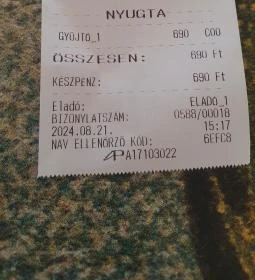 NYUGTA
GYŰJTŐ_1 690 C00
ÖSSZESEN: 690 Ft
KÉSZPÉNZ: 690 Ft
Eladó: ELADÓ_1
BIZONYLATSZÁM: 0588/00018
2024.08.21. 15:17
NAV ELLENŐRZŐ KÓD: 6EFC8
AP A17103022